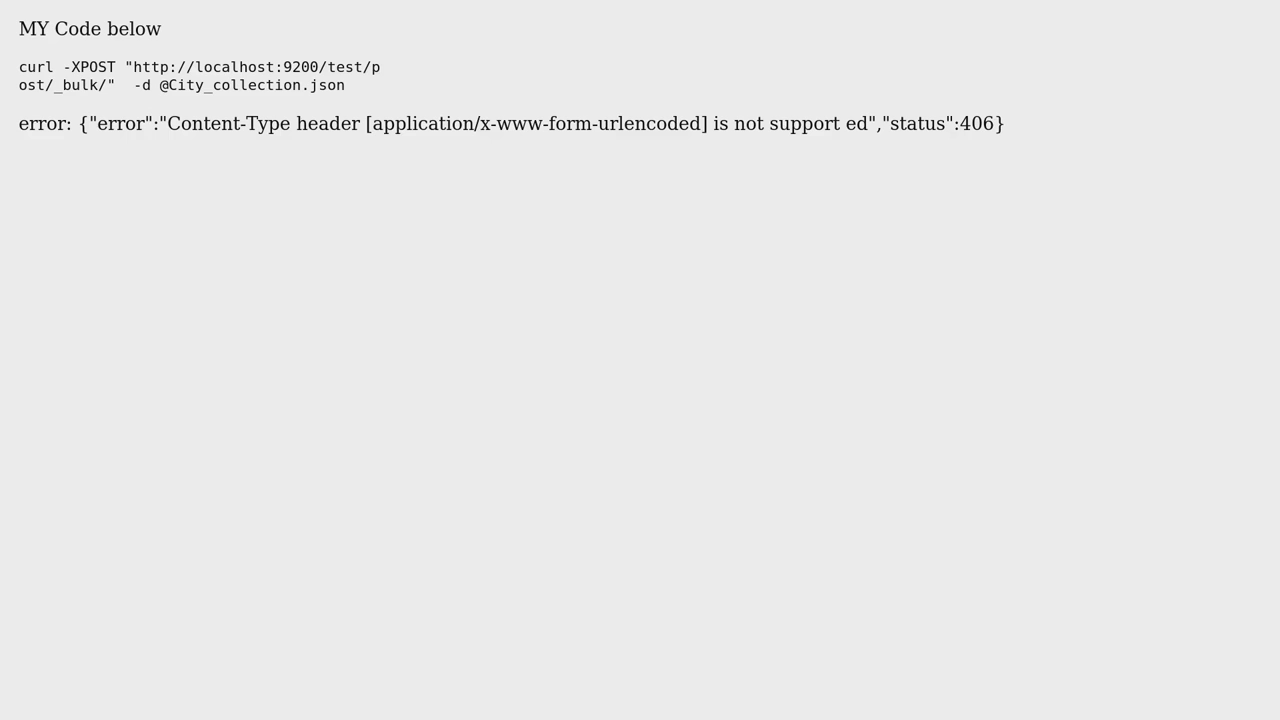 MY Code below
curl -XPOST "http://localhost:9200/test/p
ost/_bulk/"  -d @City_collection.json
error: {"error":"Content-Type header [application/x-www-form-urlencoded] is not support ed","status":406}